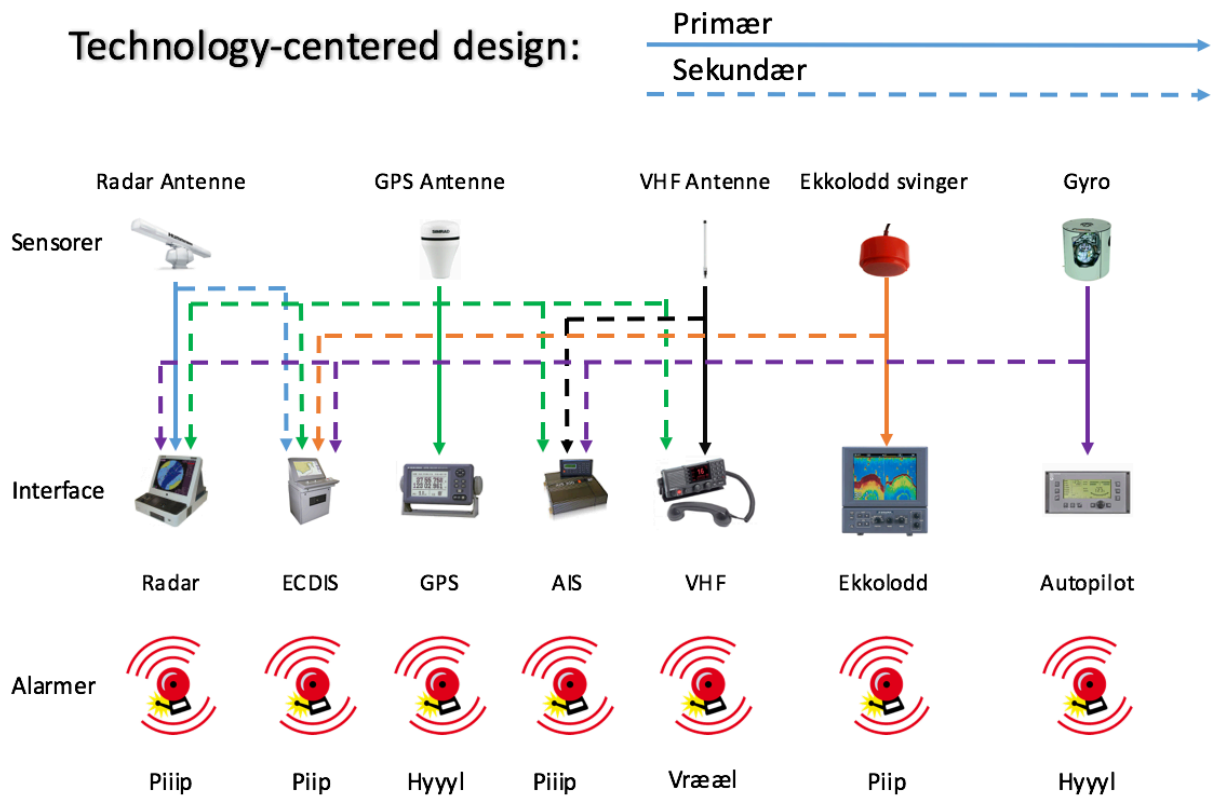 Technology-centered design:
Primær
Sekundær
Radar Antenne
GPS Antenne
VHF Antenne
Ekkolodd svinger
Gyro
Sensorer
Interface
Radar
ECDIS
GPS
AIS
VHF
Ekkolodd
Autopilot
Alarmer
Piiip
Piip
Hyyyl
Piiip
Vrææl
Piip
Hyyyl